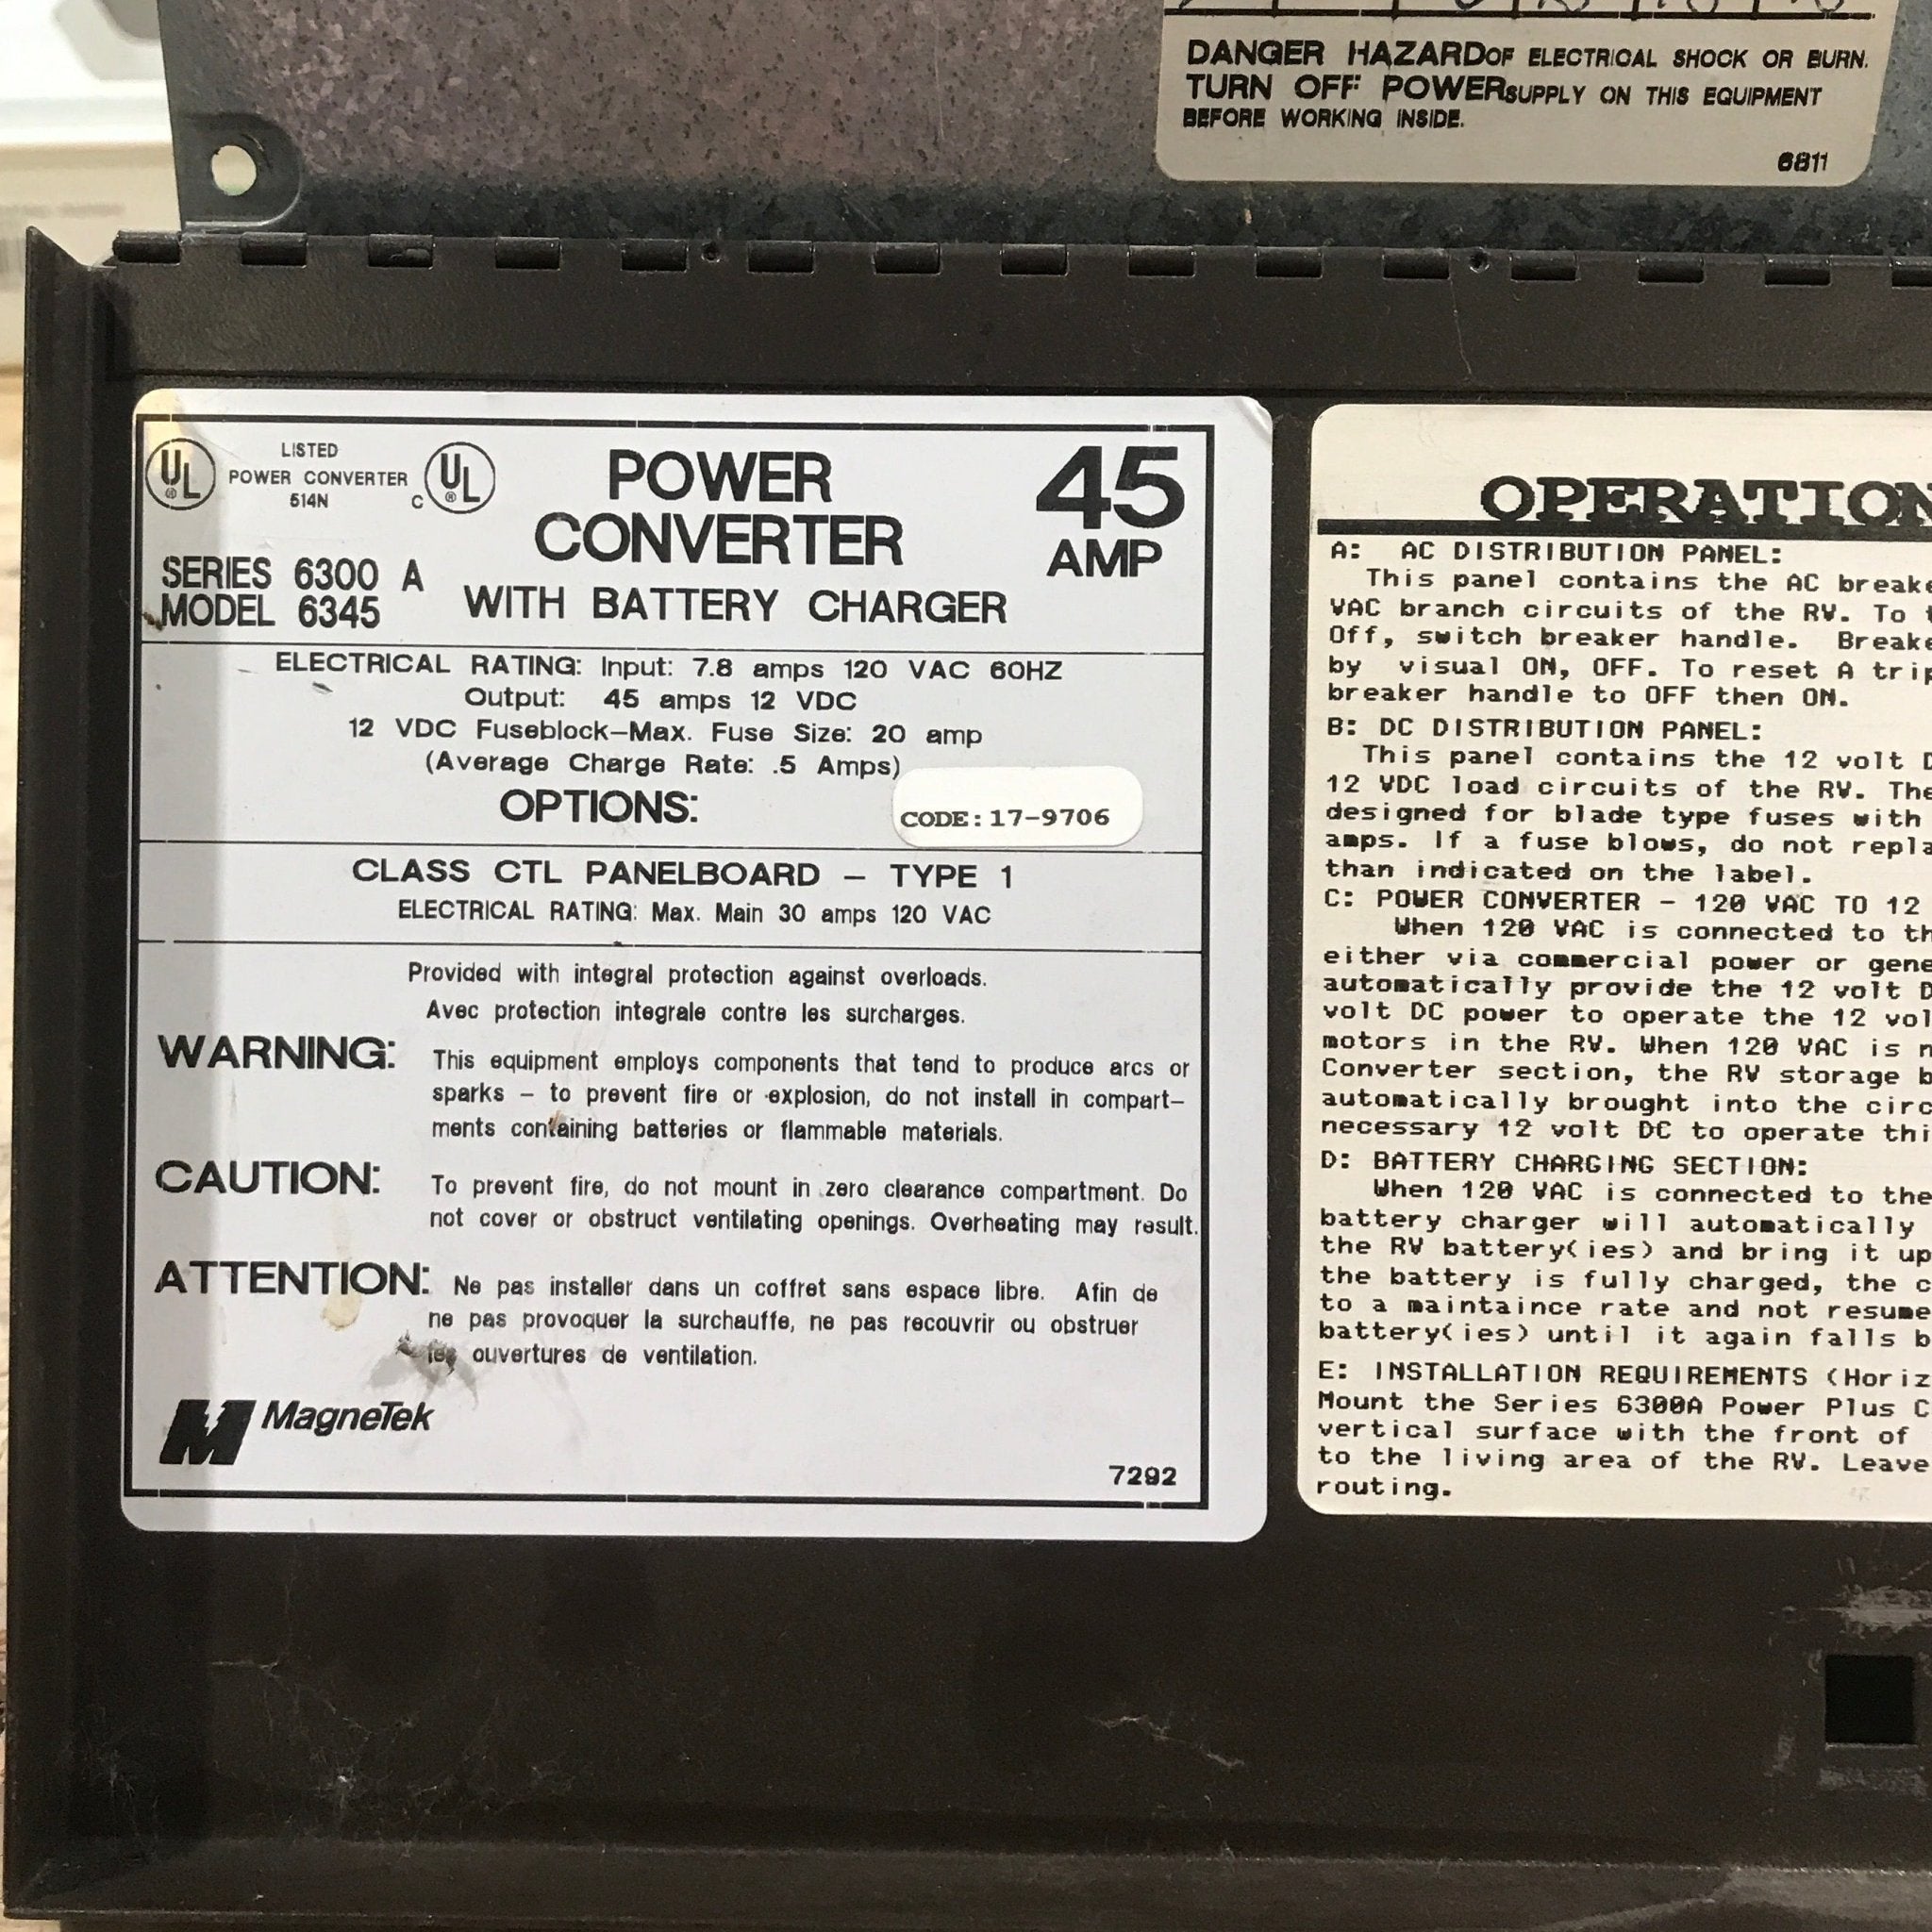 DANGER HAZARD OF ELECTRICAL SHOCK OR BURN.
TURN OFF POWER SUPPLY ON THIS EQUIPMENT
BEFORE WORKING INSIDE.
6811
UL LISTED
POWER CONVERTER
514N
C UL
SERIES 6300 A
MODEL 6345
POWER
CONVERTER
WITH BATTERY CHARGER
45
AMP
ELECTRICAL RATING: Input: 7.8 amps 120 VAC 60HZ
Output: 45 amps 12 VDC
12 VDC Fuseblock-Max. Fuse Size: 20 amp
(Average Charge Rate: .5 Amps)
OPTIONS:
CODE:17-9706
CLASS CTL PANELBOARD - TYPE 1
ELECTRICAL RATING: Max. Main 30 amps 120 VAC
Provided with integral protection against overloads.
Avec protection integrale contre les surcharges.
WARNING: This equipment employs components that tend to produce arcs or
sparks - to prevent fire or explosion, do not install in compart-
ments containing batteries or flammable materials.
CAUTION: To prevent fire, do not mount in zero clearance compartment. Do
not cover or obstruct ventilating openings. Overheating may result.
ATTENTION: Ne pas installer dans un coffret sans espace libre. Afin de
ne pas provoquer la surchauffe, ne pas recouvrir ou obstruer
les ouvertures de ventilation.
MagneTek
7292
OPERATION
A: AC DISTRIBUTION PANEL:
This panel contains the AC breake
VAC branch circuits of the RV. To t
Off, switch breaker handle. Breake
by visual ON, OFF. To reset A trip
breaker handle to OFF then ON.
B: DC DISTRIBUTION PANEL:
This panel contains the 12 volt D
12 VDC load circuits of the RV. The
designed for blade type fuses with
amps. If a fuse blows, do not repla
than indicated on the label.
C: POWER CONVERTER - 120 VAC TO 12
When 120 VAC is connected to th
either via commercial power or gene
automatically provide the 12 volt D
volt DC power to operate the 12 vol
motors in the RV. When 120 VAC is n
Converter section, the RV storage b
automatically brought into the circ
necessary 12 volt DC to operate thi
D: BATTERY CHARGING SECTION:
When 120 VAC is connected to the
battery charger will automatically
the RV battery(ies) and bring it up
the battery is fully charged, the c
to a maintaince rate and not resume
battery(ies) until it again falls b
E: INSTALLATION REQUIREMENTS (Horiz
Mount the Series 6300A Power Plus C
vertical surface with the front of
to the living area of the RV. Leave
routing.